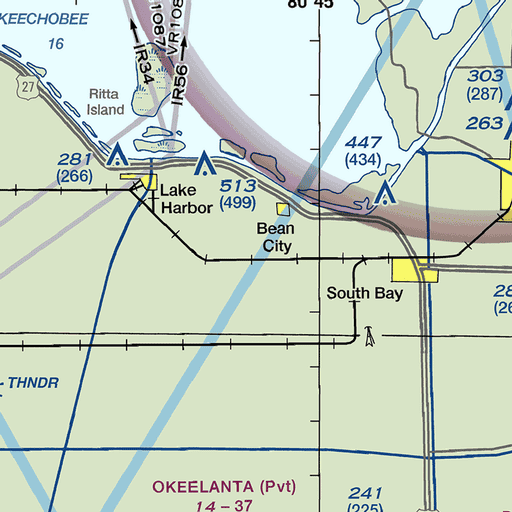 80°45'
KEECHOBEE
16
1087
VR108
IR34
IR56
27
Ritta
Island
303
(287)
263
447
(434)
281
(266)
513
(499)
Lake
Harbor
Bean
City
South Bay
THNDR
OKEELANTA (Pvt)
14 – 37
241
(225)